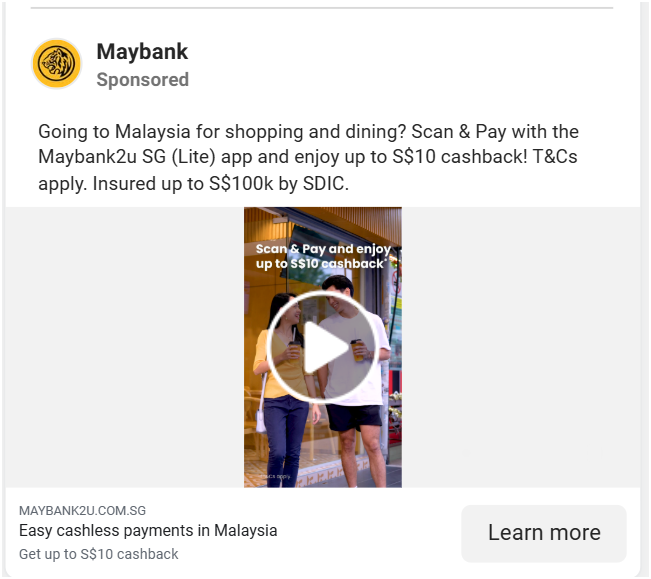 Maybank
Sponsored
Going to Malaysia for shopping and dining? Scan & Pay with the
Maybank2u SG (Lite) app and enjoy up to S$10 cashback! T&Cs
apply. Insured up to S$100k by SDIC.
Scan & Pay and enjoy
up to S$10 cashback*
T&Cs apply.
MAYBANK2U.COM.SG
Easy cashless payments in Malaysia
Get up to S$10 cashback
Learn more